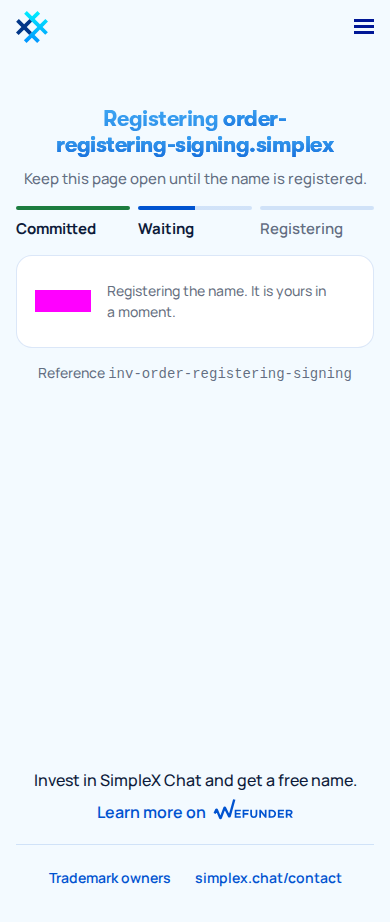 Registering order-
registering-signing.simplex
Keep this page open until the name is registered.
Committed
Waiting
Registering
Registering the name. It is yours in
a moment.
Reference inv-order-registering-signing
Invest in SimpleX Chat and get a free name.
Learn more on WEFUNDER
Trademark owners
simplex.chat/contact